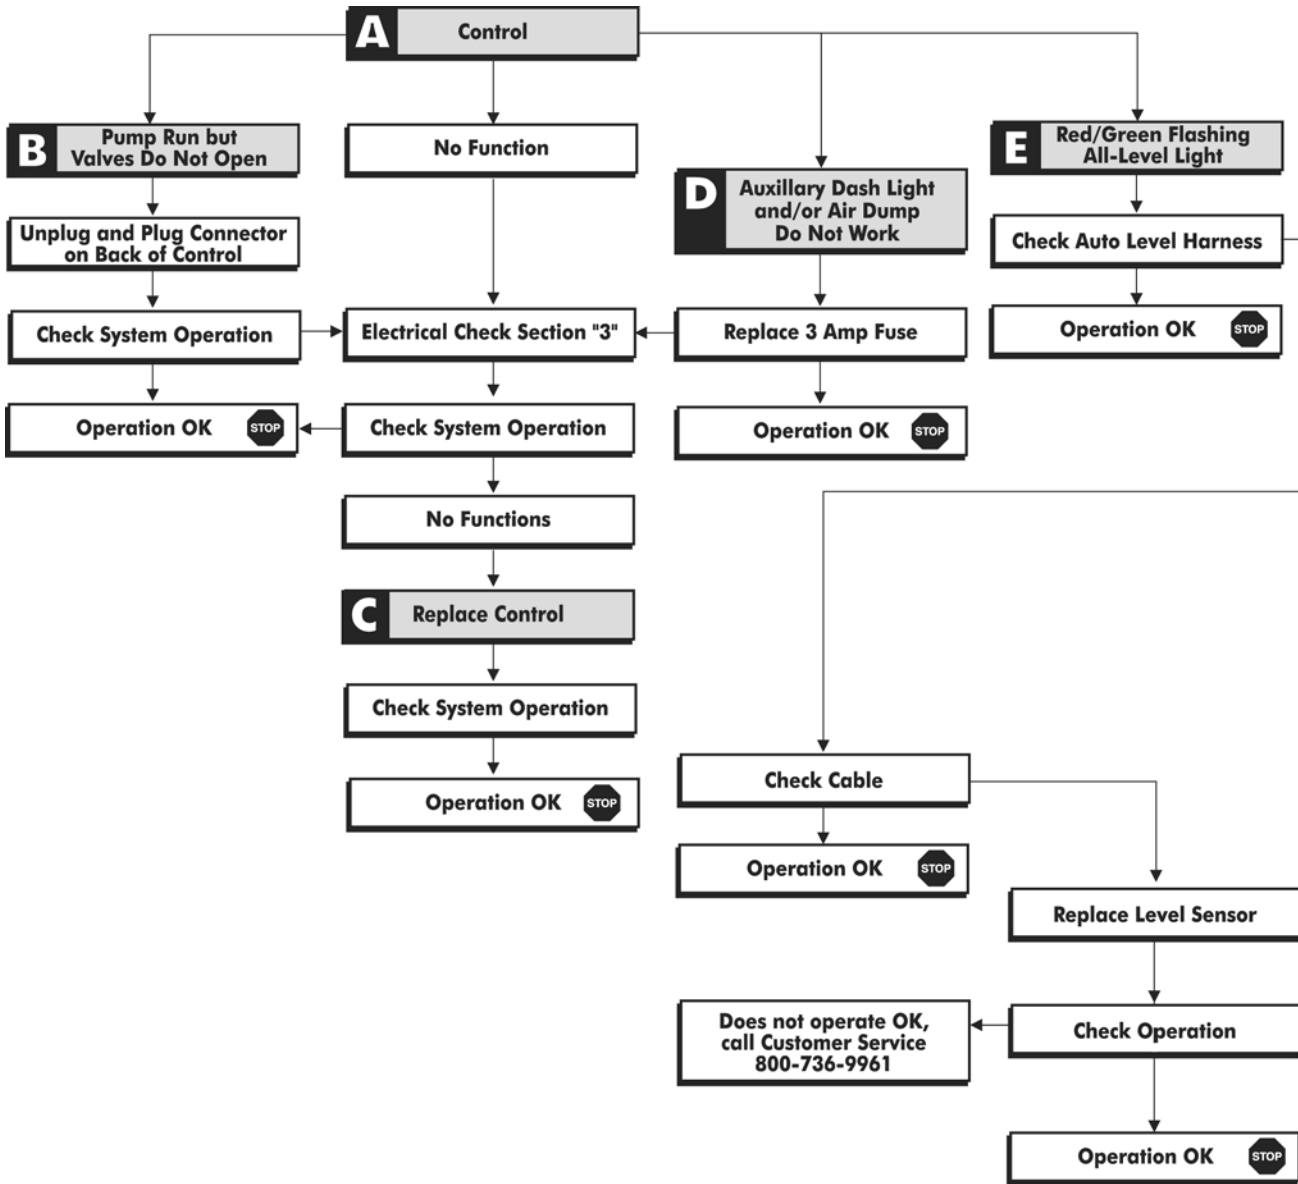 A
Control
B
Pump Run but
Valves Do Not Open
No Function
D
Auxillary Dash Light
and/or Air Dump
Do Not Work
E
Red/Green Flashing
All-Level Light
Unplug and Plug Connector
on Back of Control
Check Auto Level Harness
Check System Operation
Electrical Check Section "3"
Replace 3 Amp Fuse
Operation OK STOP
Operation OK STOP
Check System Operation
Operation OK STOP
No Functions
C
Replace Control
Check System Operation
Operation OK STOP
Check Cable
Operation OK STOP
Replace Level Sensor
Does not operate OK,
call Customer Service
800-736-9961
Check Operation
Operation OK STOP